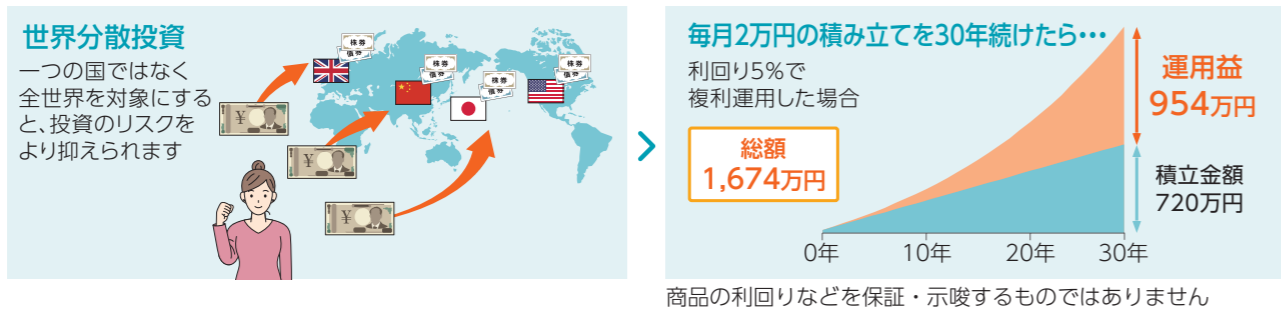 世界分散投資
一つの国ではなく
全世界を対象にする
と、投資のリスクを
より抑えられます
株券
債券
株券
債券
株券
債券
株券
債券
¥
¥
¥
毎月2万円の積み立てを30年続けたら・・・
利回り5%で
複利運用した場合
総額
1,674万円
運用益
954万円
積立金額
720万円
0年
10年
20年
30年
商品の利回りなどを保証・示唆するものではありません